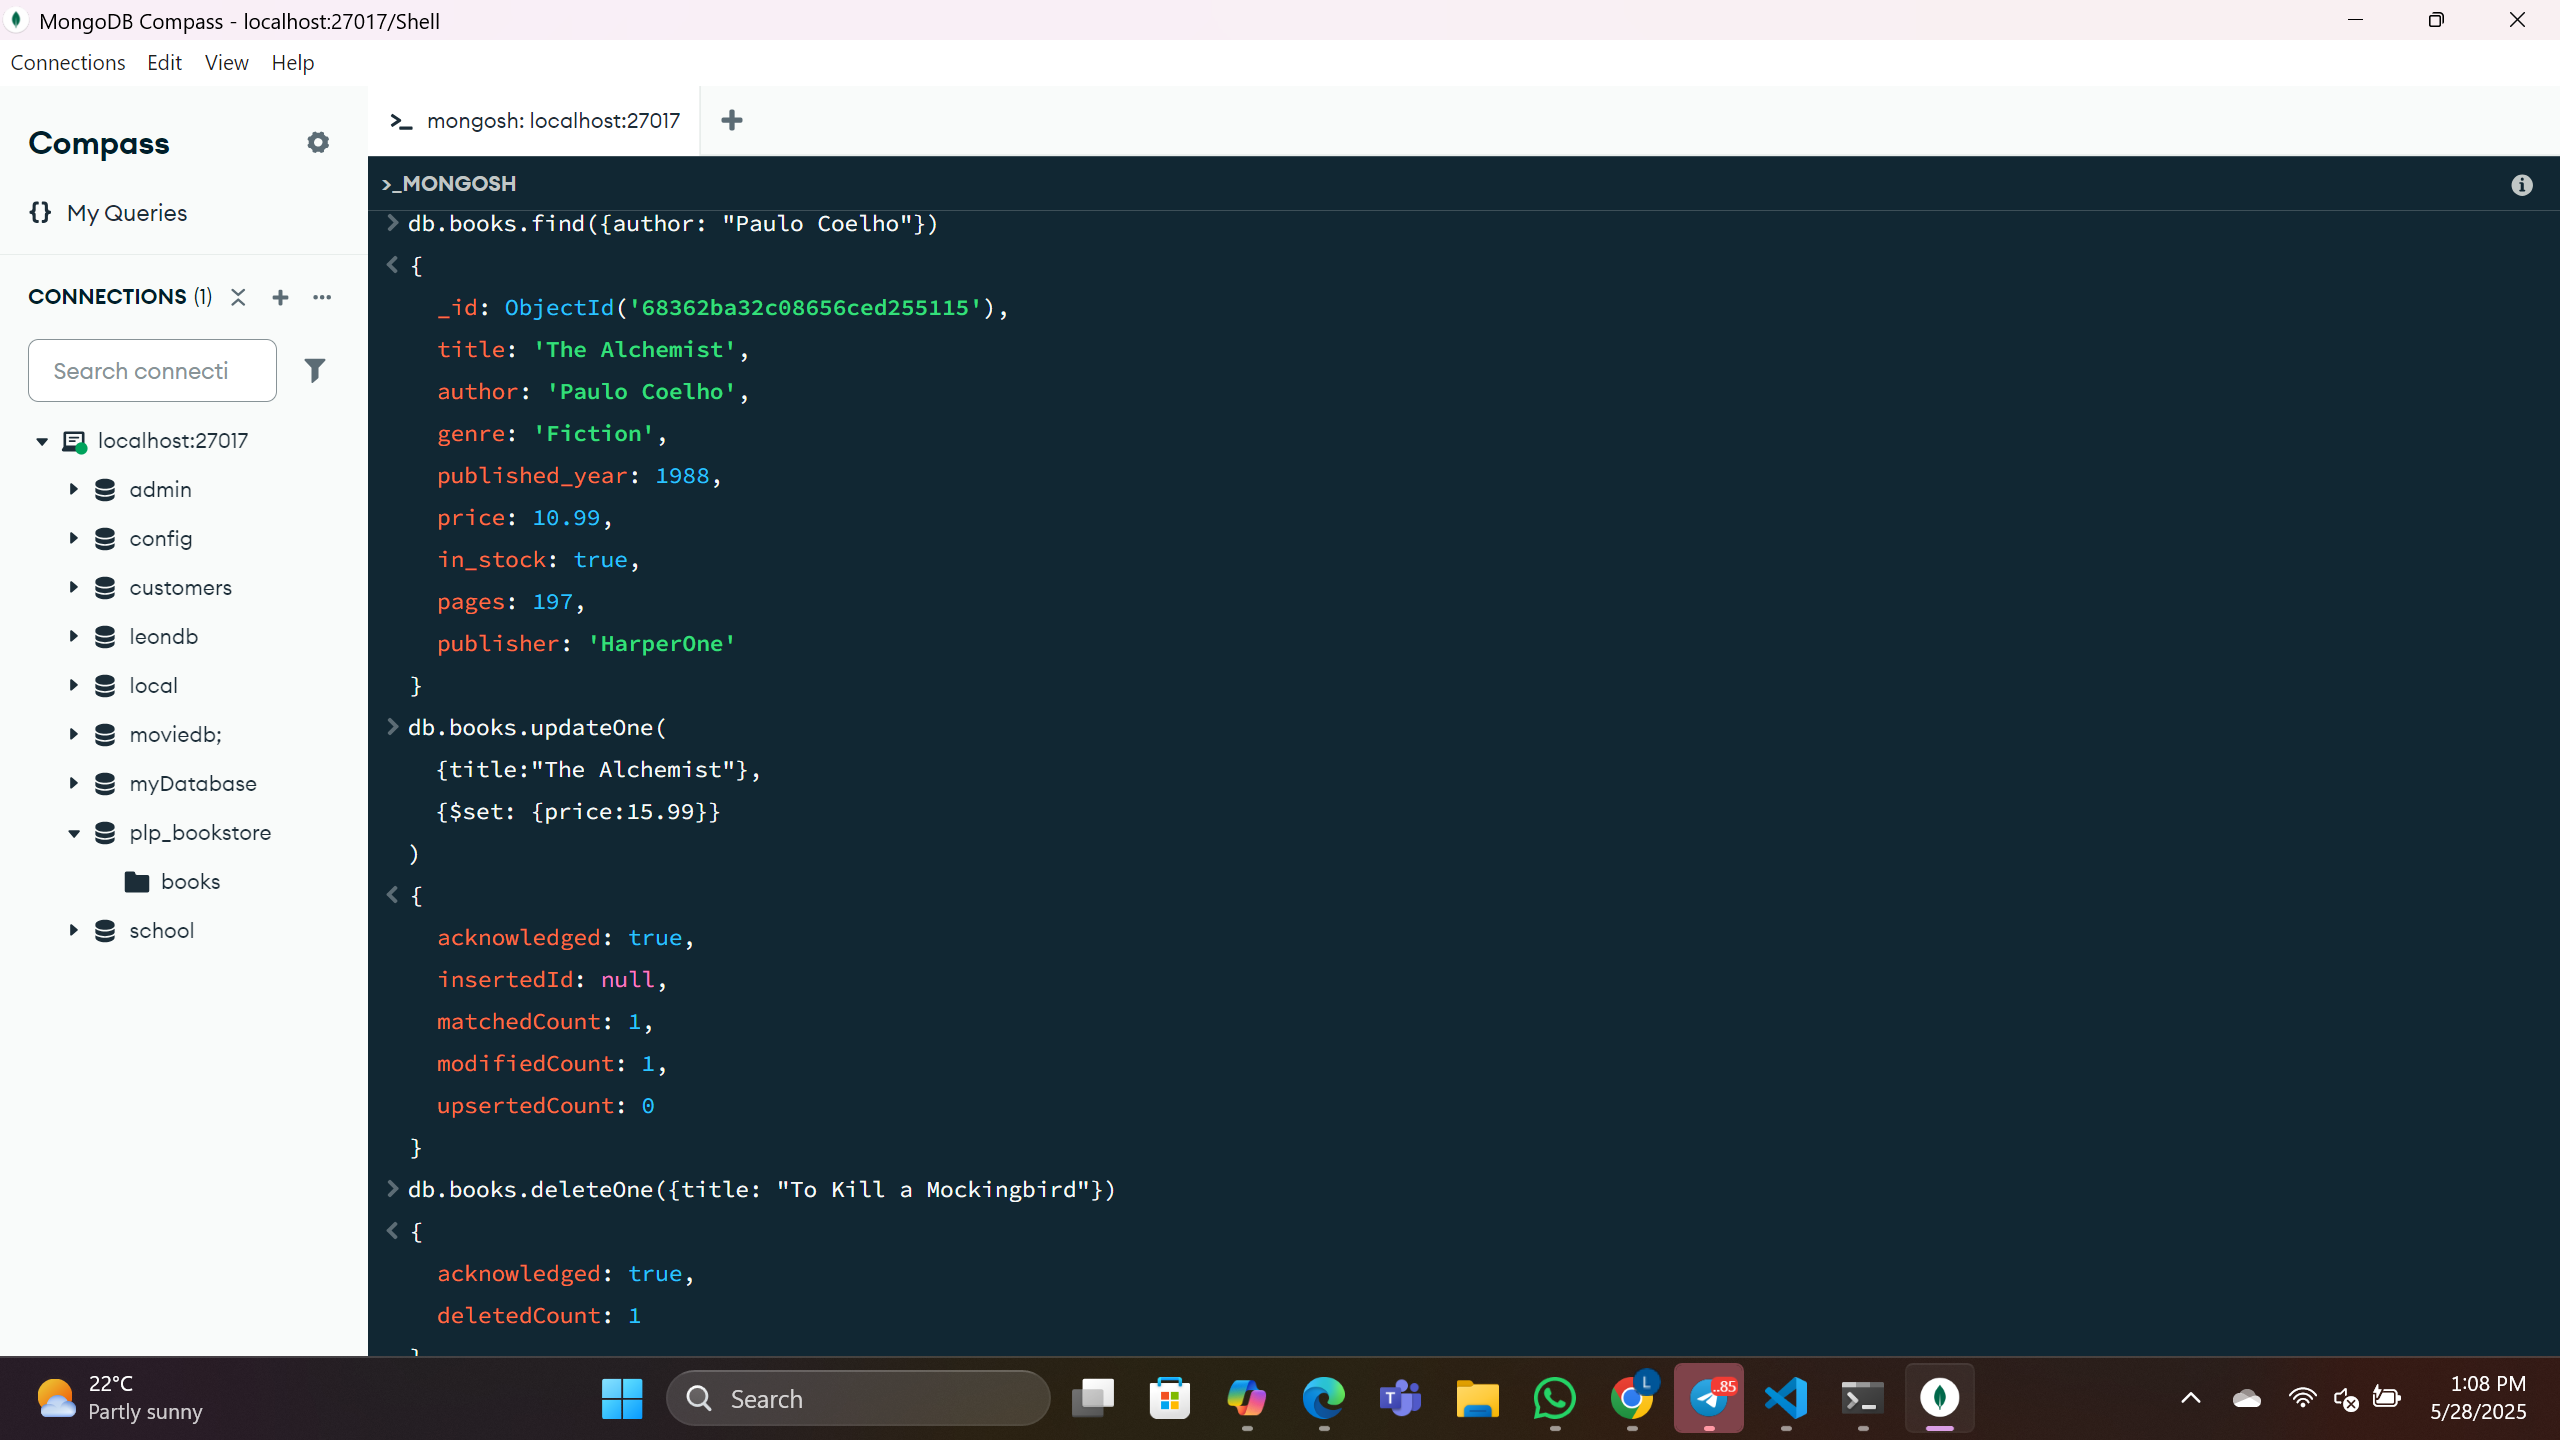 MongoDB Compass - localhost:27017/Shell
Connections Edit View Help
Compass
My Queries
CONNECTIONS (1)
Search connecti
localhost:27017
admin
config
customers
leondb
local
moviedb;
myDatabase
plp_bookstore
books
school
mongosh: localhost:27017
>_MONGOSH
db.books.find({author: "Paulo Coelho"})
{
_id: ObjectId('68362ba32c08656ced255115'),
title: 'The Alchemist',
author: 'Paulo Coelho',
genre: 'Fiction',
published_year: 1988,
price: 10.99,
in_stock: true,
pages: 197,
publisher: 'HarperOne'
}
db.books.updateOne(
{title:"The Alchemist"},
{$set: {price:15.99}}
)
{
acknowledged: true,
insertedId: null,
matchedCount: 1,
modifiedCount: 1,
upsertedCount: 0
}
db.books.deleteOne({title: "To Kill a Mockingbird"})
{
acknowledged: true,
deletedCount: 1
}
22°C
Partly sunny
Search
L
..85
1:08 PM
5/28/2025